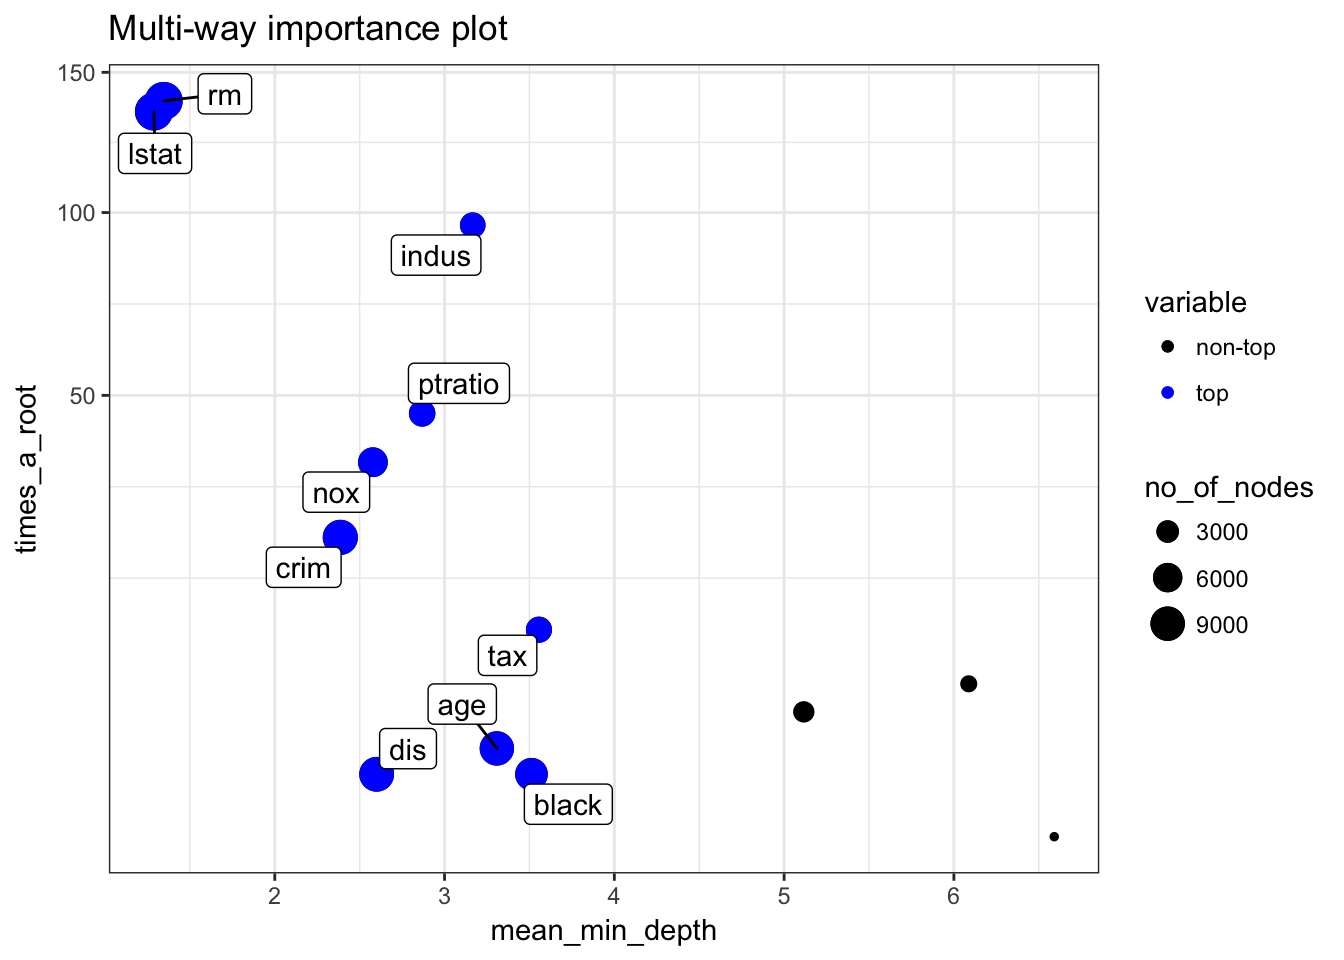 Multi-way importance plot
150
100
50
times_a_root
rm
lstat
indus
ptratio
nox
crim
tax
age
dis
black
2
3
4
5
6
mean_min_depth
variable
non-top
top
no_of_nodes
3000
6000
9000